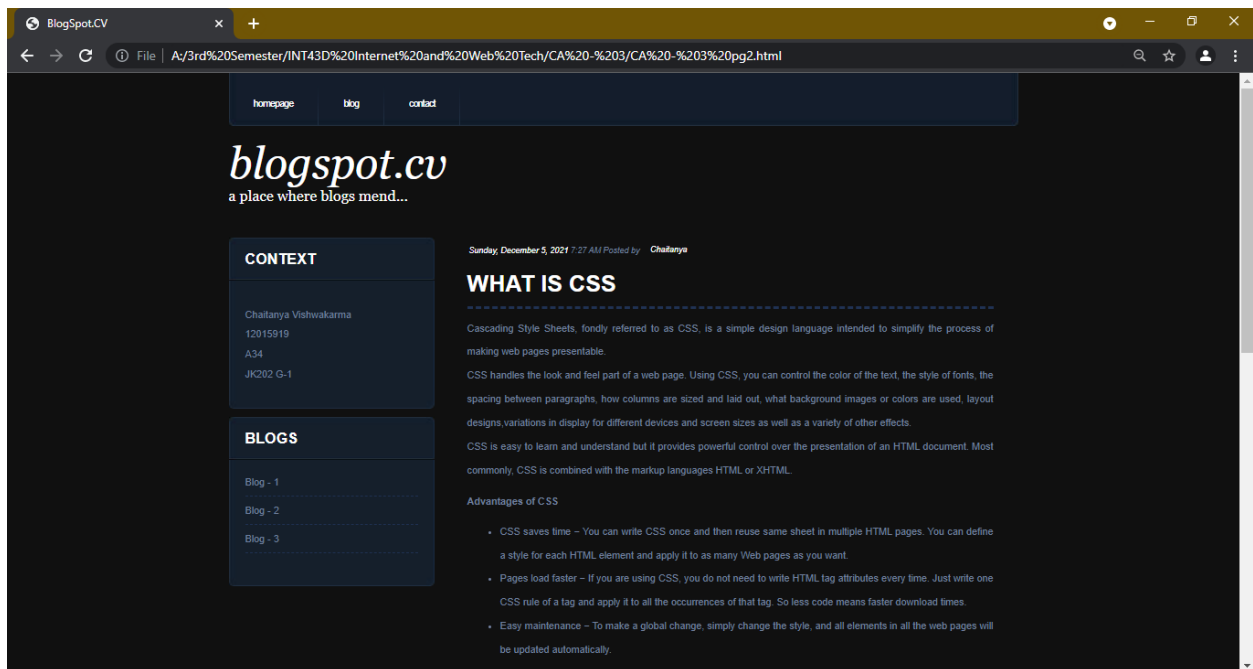 BlogSpot.CV
File | A:/3rd%20Semester/INT43D%20Internet%20and%20Web%20Tech/CA%20-%203/CA%20-%203%20pg2.html
homepage blog contact
blogspot.cv
a place where blogs mend...
CONTEXT
Chaitanya Vishwakarma
12015919
A34
JK202 G-1
BLOGS
Blog - 1
Blog - 2
Blog - 3
Sunday, December 5, 2021 7:27 AM Posted by Chaitanya
WHAT IS CSS
Cascading Style Sheets, fondly referred to as CSS, is a simple design language intended to simplify the process of
making web pages presentable.
CSS handles the look and feel part of a web page. Using CSS, you can control the color of the text, the style of fonts, the
spacing between paragraphs, how columns are sized and laid out, what background images or colors are used, layout
designs,variations in display for different devices and screen sizes as well as a variety of other effects.
CSS is easy to learn and understand but it provides powerful control over the presentation of an HTML document. Most
commonly, CSS is combined with the markup languages HTML or XHTML.
Advantages of CSS
• CSS saves time – You can write CSS once and then reuse same sheet in multiple HTML pages. You can define
a style for each HTML element and apply it to as many Web pages as you want.
• Pages load faster – If you are using CSS, you do not need to write HTML tag attributes every time. Just write one
CSS rule of a tag and apply it to all the occurrences of that tag. So less code means faster download times.
• Easy maintenance – To make a global change, simply change the style, and all elements in all the web pages will
be updated automatically.